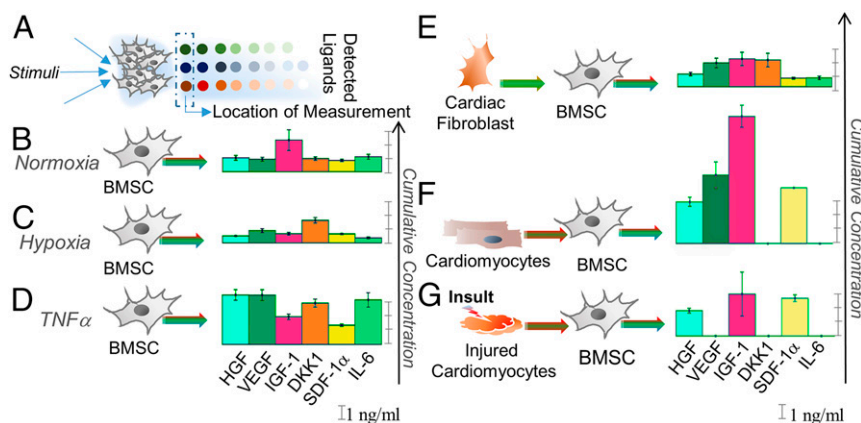 A
Stimuli
Detected
Ligands
Location of Measurement
B
Normoxia
BMSC
C
Hypoxia
BMSC
D
TNFα
BMSC
Cumulative Concentration
HGF
VEGF
IGF-1
DKK1
SDF-1α
IL-6
1 ng/ml
E
Cardiac
Fibroblast
BMSC
F
Cardiomyocytes
BMSC
G
Insult
Injured
Cardiomyocytes
BMSC
Cumulative Concentration
HGF
VEGF
IGF-1
DKK1
SDF-1α
IL-6
1 ng/ml